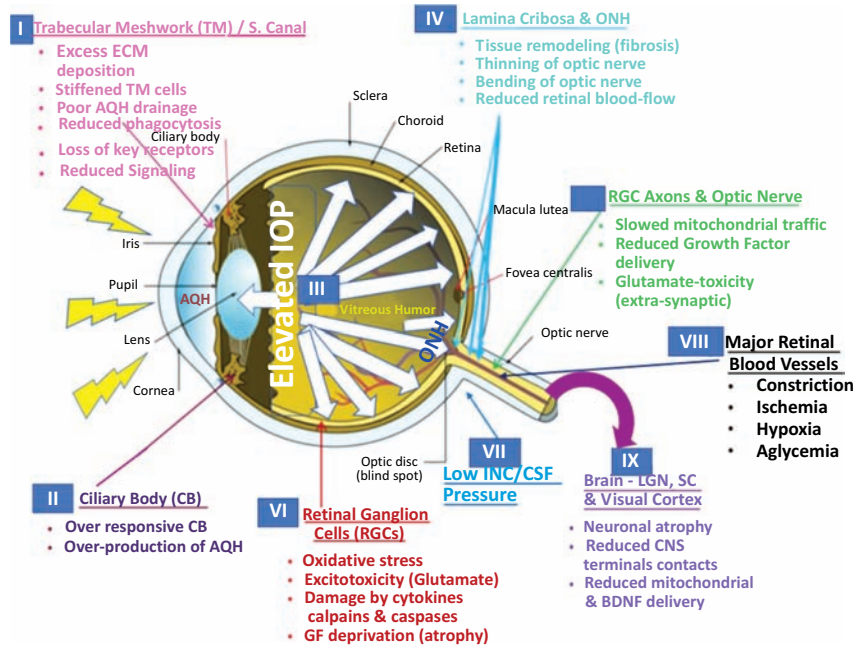 I Trabecular Meshwork (TM) / S. Canal
• Excess ECM
deposition
• Stiffened TM cells
• Poor AQH drainage
• Reduced phagocytosis
• Loss of key receptors
• Reduced Signaling
IV Lamina Cribosa & ONH
• Tissue remodeling (fibrosis)
• Thinning of optic nerve
• Bending of optic nerve
• Reduced retinal blood-flow
Sclera
Choroid
Retina
Ciliary body
Macula lutea
Fovea centralis
Optic nerve
Iris
Pupil
Lens
Cornea
AQH
Elevated IOP
III
Vitreous Humor
ONH
Optic disc
(blind spot)
RGC Axons & Optic Nerve
• Slowed mitochondrial traffic
• Reduced Growth Factor
delivery
• Glutamate-toxicity
(extra-synaptic)
VIII Major Retinal
Blood Vessels
• Constriction
• Ischemia
• Hypoxia
• Aglycemia
II Ciliary Body (CB)
• Over responsive CB
• Over-production of AQH
VI Retinal Ganglion
Cells (RGCs)
• Oxidative stress
• Excitotoxicity (Glutamate)
• Damage by cytokines
calpains & caspases
• GF deprivation (atrophy)
VII
Low INC/CSF
Pressure
IX
Brain - LGN, SC
& Visual Cortex
• Neuronal atrophy
• Reduced CNS
terminals contacts
• Reduced mitochondrial
& BDNF delivery